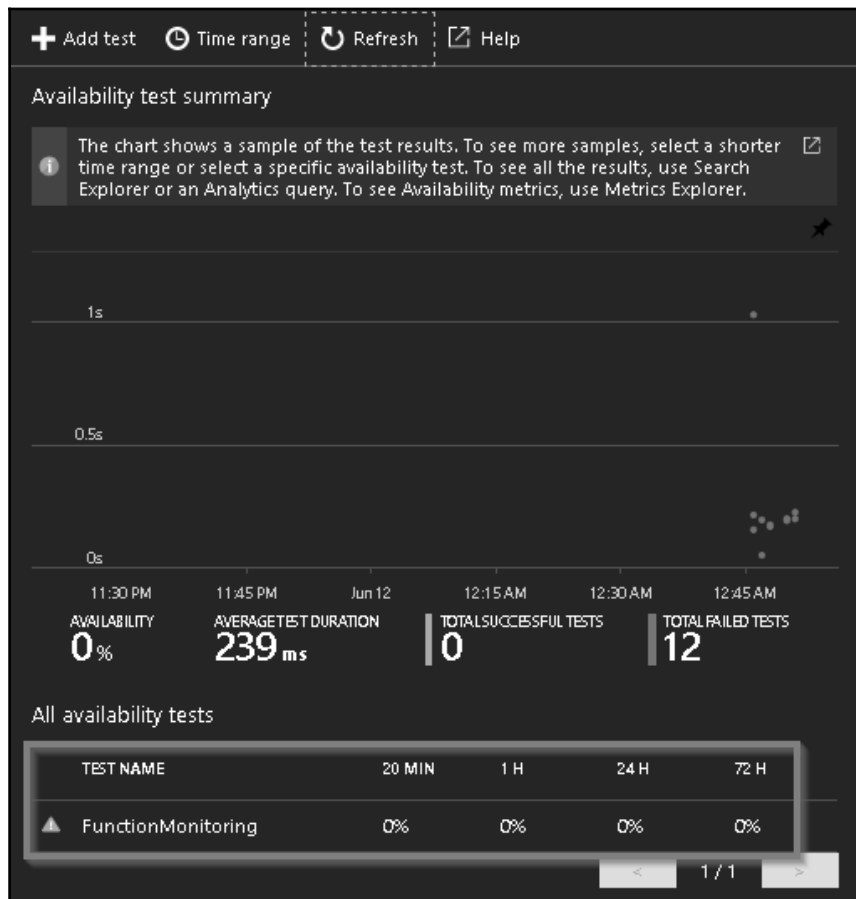 Add test Time range Refresh Help
Availability test summary
The chart shows a sample of the test results. To see more samples, select a shorter
time range or select a specific availability test. To see all the results, use Search
Explorer or an Analytics query. To see Availability metrics, use Metrics Explorer.
1s
0.5s
0s
11:30 PM 11:45 PM Jun 12 12:15 AM 12:30 AM 12:45 AM
AVAILABILITY AVERAGE TEST DURATION TOTAL SUCCESSFUL TESTS TOTAL FAILED TESTS
0 % 239 ms 0 12
All availability tests
TEST NAME 20 MIN 1 H 24 H 72 H
FunctionMonitoring 0% 0% 0% 0%
< 1 / 1 >